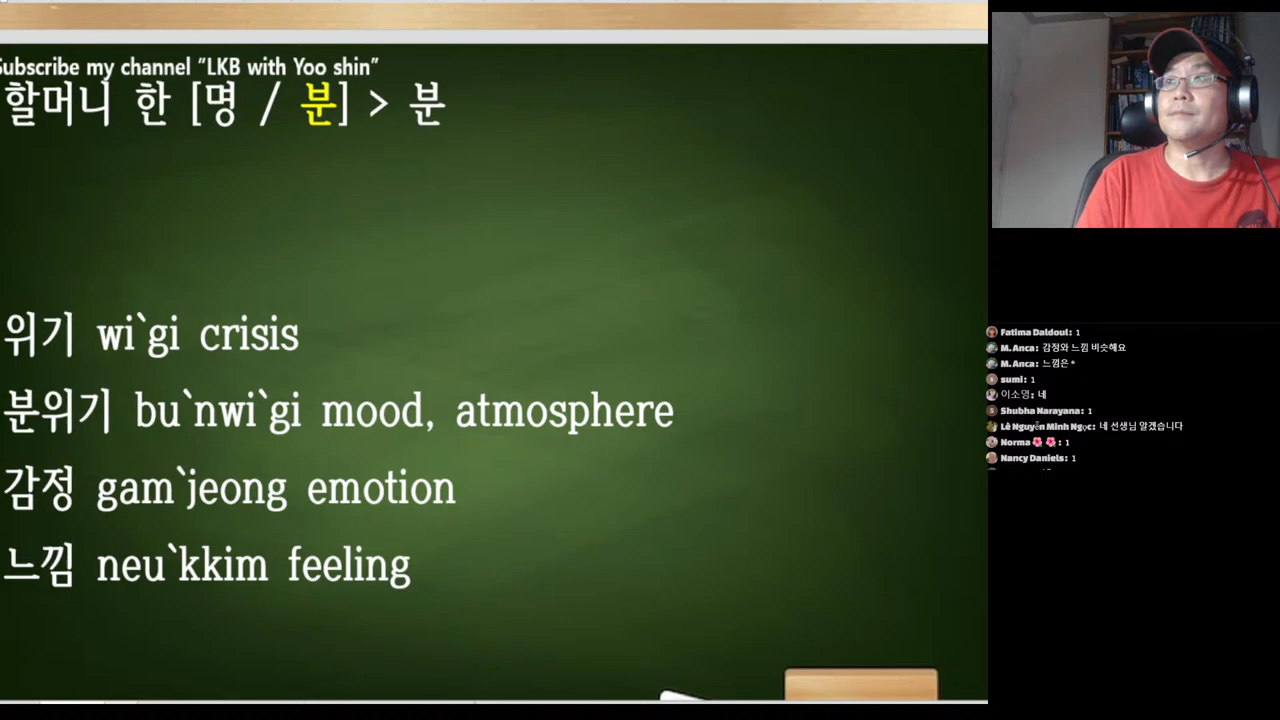 Subscribe my channel “LKB with Yoo shin”
할머니 한 [명 / 분] > 분
위기 wi`gi crisis
분위기 bu`nwi`gi mood, atmosphere
감정 gam`jeong emotion
느낌 neu`kkim feeling
Fatima Daldoul: 1
M. Anca: 감정와 느낌 비슷해요
M. Anca: 느낌은 *
sumi: 1
이소영: 네
Shubha Narayana: 1
Lê Nguyễn Minh Ngọc: 네 선생님 알겠습니다
Norma 🌺 🌺 : 1
Nancy Daniels: 1